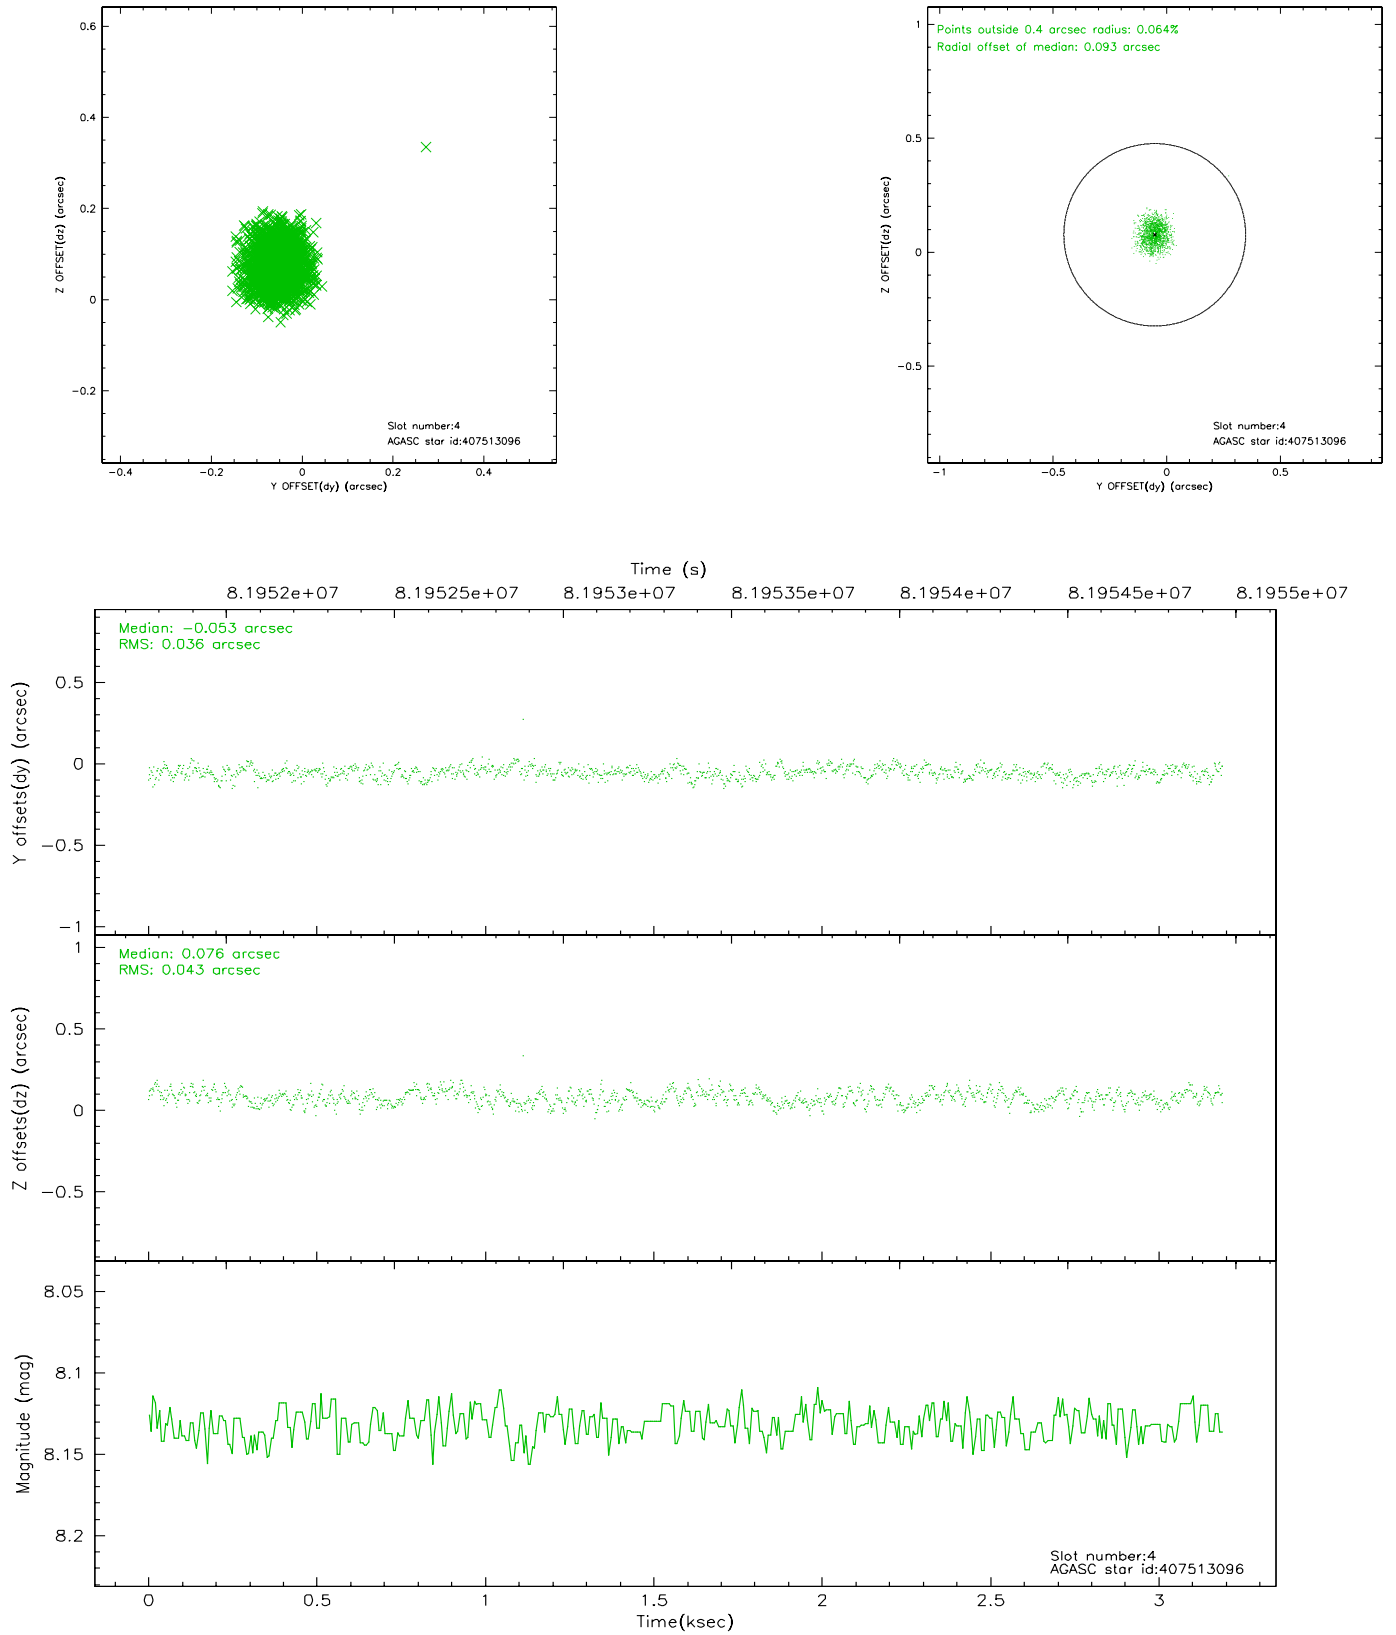 0.6
0.4
0.2
0
−0.2
Z OFFSET(dz) (arcsec)
−0.4
−0.2
0
0.2
0.4
Y OFFSET(dy) (arcsec)
Slot number:4
AGASC star id:407513096
Points outside 0.4 arcsec radius: 0.064%
Radial offset of median: 0.093 arcsec
1
0.5
0
−0.5
Z OFFSET(dz) (arcsec)
−1
−0.5
0
0.5
Y OFFSET(dy) (arcsec)
Slot number:4
AGASC star id:407513096
Time (s)
8.1952e+07 8.19525e+07 8.1953e+07 8.19535e+07 8.1954e+07 8.19545e+07 8.1955e+07
Median: −0.053 arcsec
RMS: 0.036 arcsec
0.5
0
−0.5
−1
Y offsets(dy) (arcsec)
Median: 0.076 arcsec
RMS: 0.043 arcsec
1
0.5
0
−0.5
Z offsets(dz) (arcsec)
8.05
8.1
8.15
8.2
Magnitude (mag)
Slot number:4
AGASC star id:407513096
0 0.5 1 1.5 2 2.5 3
Time(ksec)